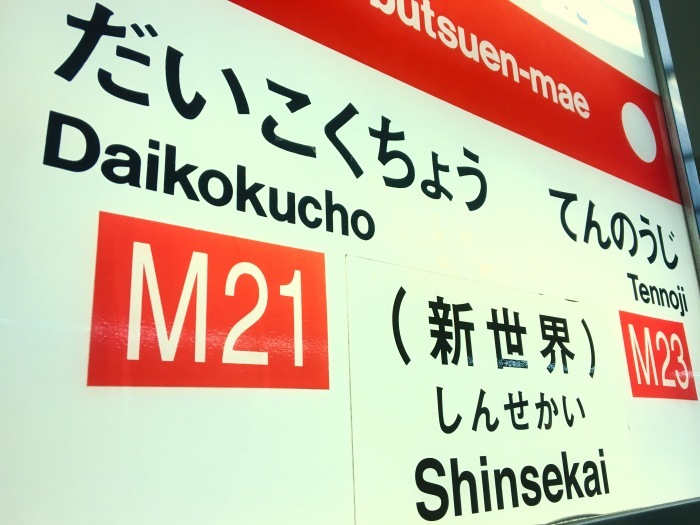 butsuen-mae
だいこくちょう
Daikokucho
M21
てんのうじ
Tennoji
M23
(新世界)
しんせかい
Shinsekai